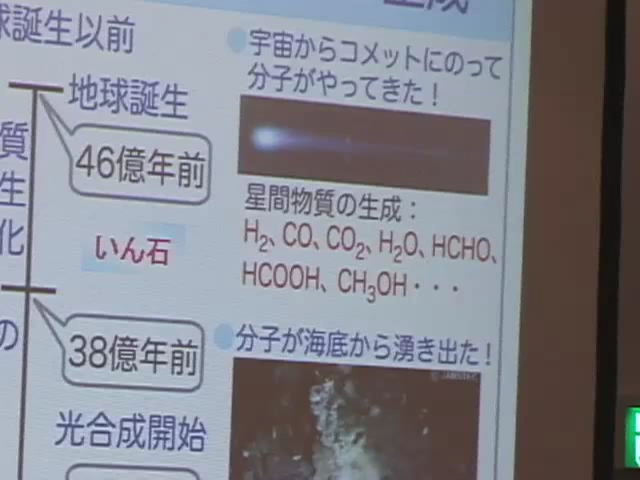 球誕生以前
地球誕生
46億年前
質
生
化
いん石
38億年前
の
光合成開始
宇宙からコメットにのって
分子がやってきた！
星間物質の生成：
H2、CO、CO2、H2O、HCHO、
HCOOH、CH3OH・・・
分子が海底から湧き出た！
© JAMSTEC